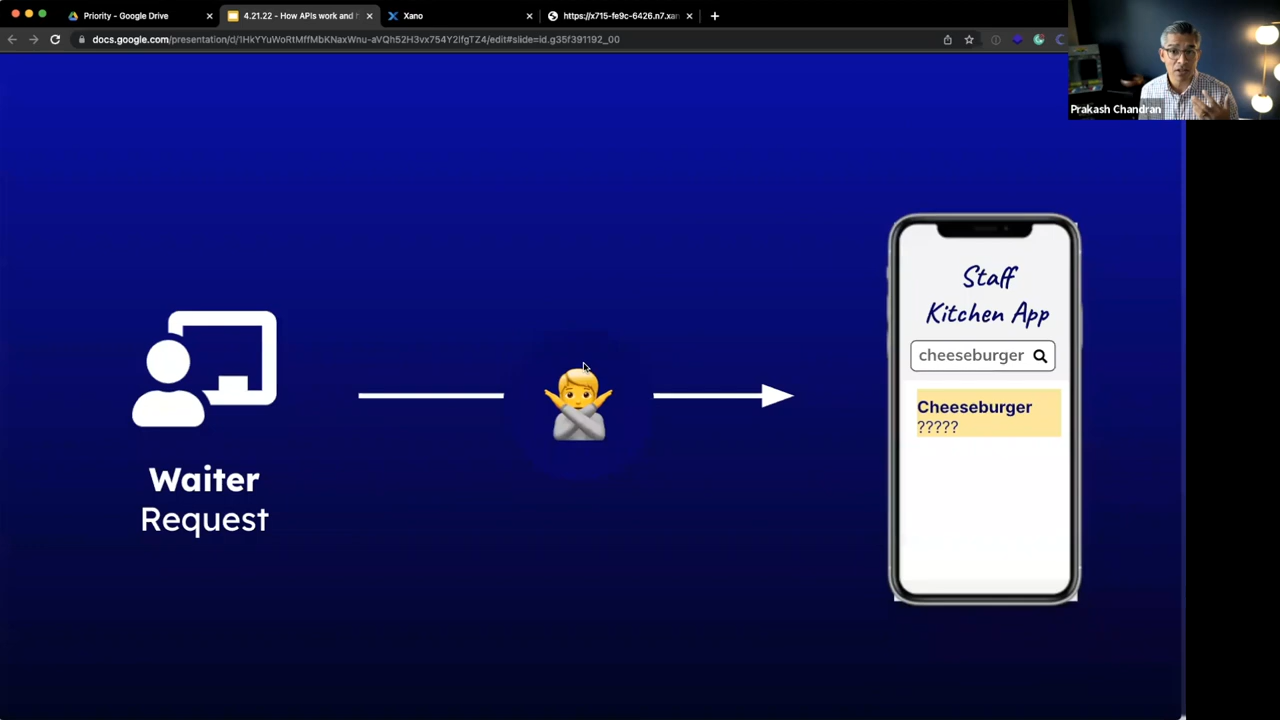 Priority - Google Drive
4.21.22 - How APIs work and h
Xano
https://x715-fe9c-6426.n7.xan
docs.google.com/presentation/d/1HkYYuWoRtMffMbKNaxWnu-aVQh52H3vx754Y2IfgTZ4/edit#slide=id.g35f391192_00
Prakash Chandran
Staff
Kitchen App
cheeseburger
Cheeseburger
?????
Waiter
Request